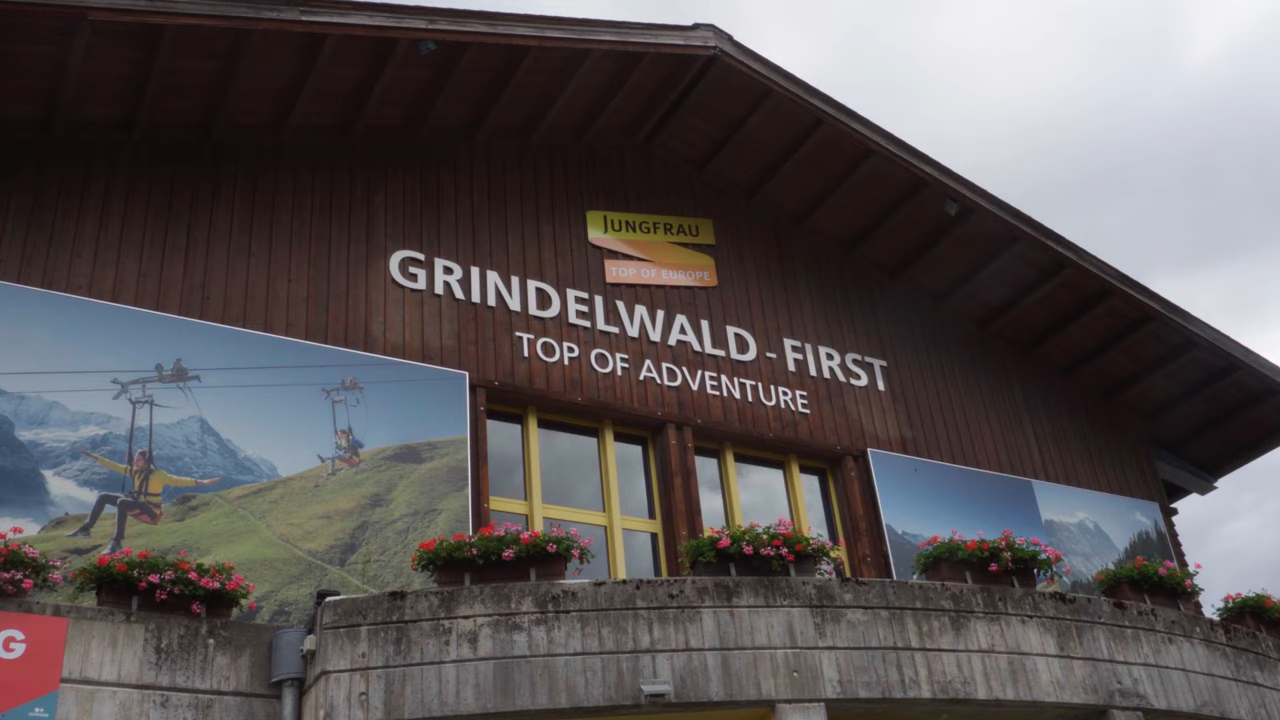 JUNGFRAU
TOP OF EUROPE
GRINDELWALD - FIRST
TOP OF ADVENTURE
G